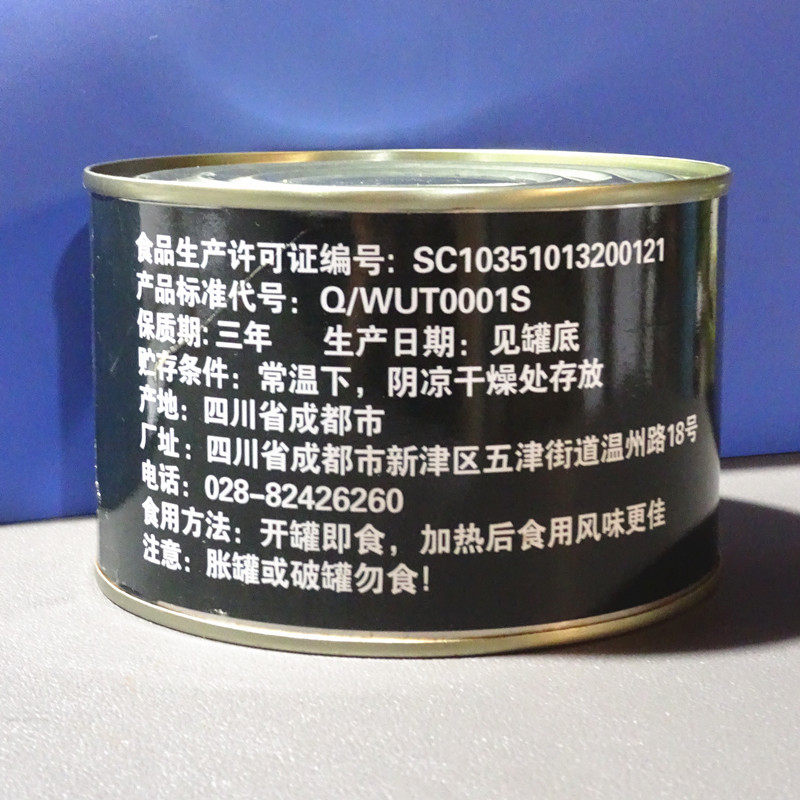 食品生产许可证编号：SC10351013200121
产品标准代号：Q/WUT0001S
保质期：三年 生产日期：见罐底
贮存条件：常温下，阴凉干燥处存放
产地：四川省成都市
厂址：四川省成都市新津区五津街道温州路18号
电话：028-82426260
食用方法：开罐即食，加热后食用风味更佳
注意：胀罐或破罐勿食！